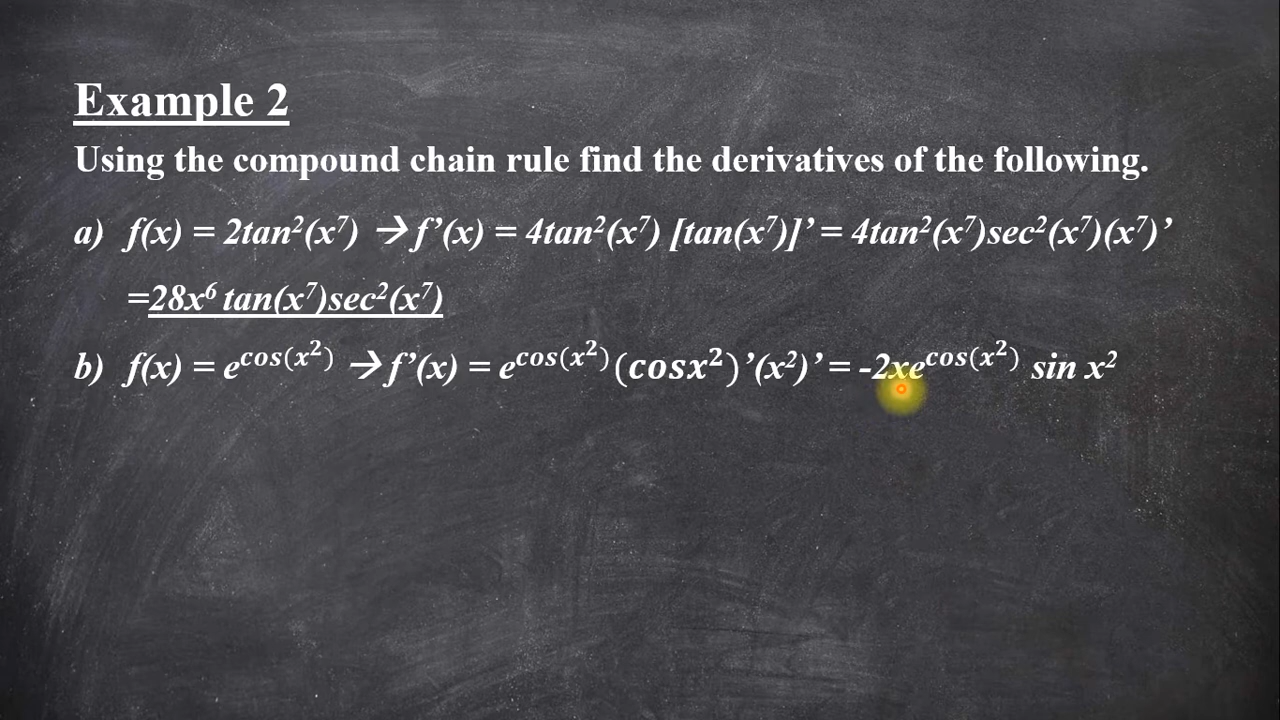 Example 2
Using the compound chain rule find the derivatives of the following.
a) f(x) = 2tan²(x⁷) → f’(x) = 4tan²(x⁷) [tan(x⁷)]’ = 4tan²(x⁷)sec²(x⁷)(x⁷)’
=28x⁶ tan(x⁷)sec²(x⁷)
b) f(x) = e^cos(x²) → f’(x) = e^cos(x²) (cosx²)’(x²)’ = -2xe^cos(x²) sin x²